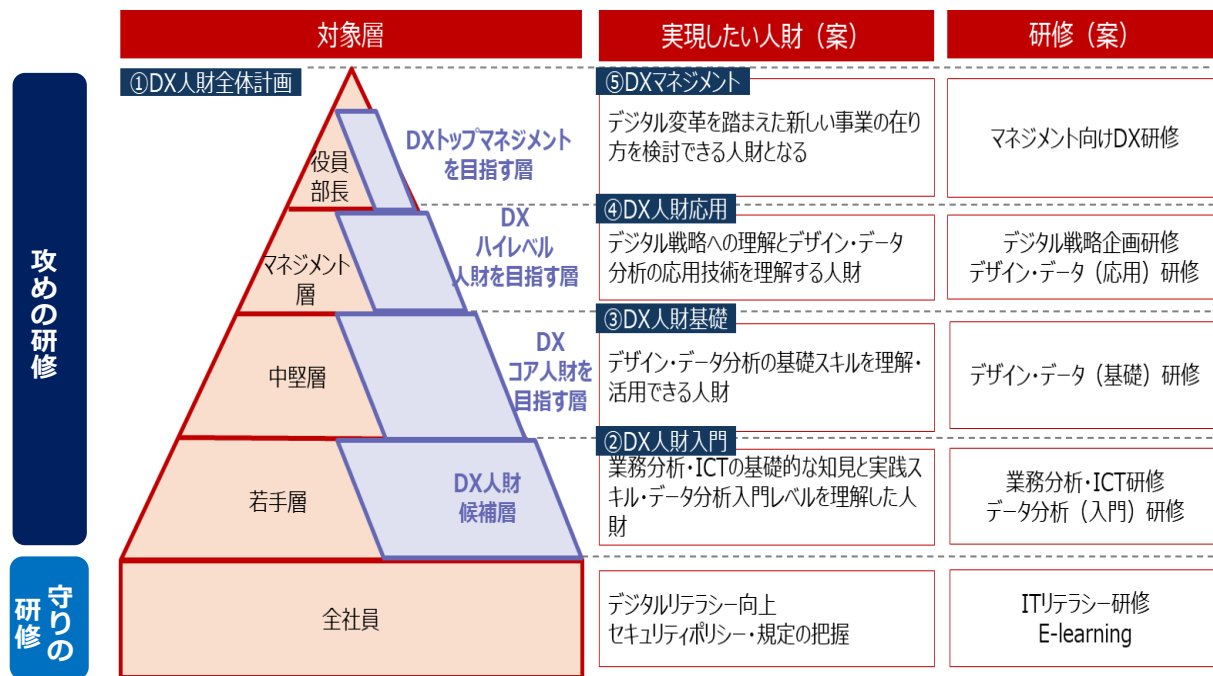 対象層
実現したい人財（案）
研修（案）
攻めの研修
①DX人財全体計画
役員
部長
DXトップマネジメント
を目指す層
⑤DXマネジメント
デジタル変革を踏まえた新しい事業の在り
方を検討できる人財となる
マネジメント向けDX研修
マネジメント
層
DX
ハイレベル
人財を目指す層
④DX人財応用
デジタル戦略への理解とデザイン・データ
分析の応用技術を理解する人財
デジタル戦略企画研修
デザイン・データ（応用）研修
中堅層
DX
コア人財を
目指す層
③DX人財基礎
デザイン・データ分析の基礎スキルを理解・
活用できる人財
デザイン・データ（基礎）研修
若手層
DX人財
候補層
②DX人財入門
業務分析・ICTの基礎的な知見と実践ス
キル・データ分析入門レベルを理解した人
財
業務分析・ICT研修
データ分析（入門）研修
守りの
研修
全社員
デジタルリテラシー向上
セキュリティポリシー・規定の把握
ITリテラシー研修
E-learning